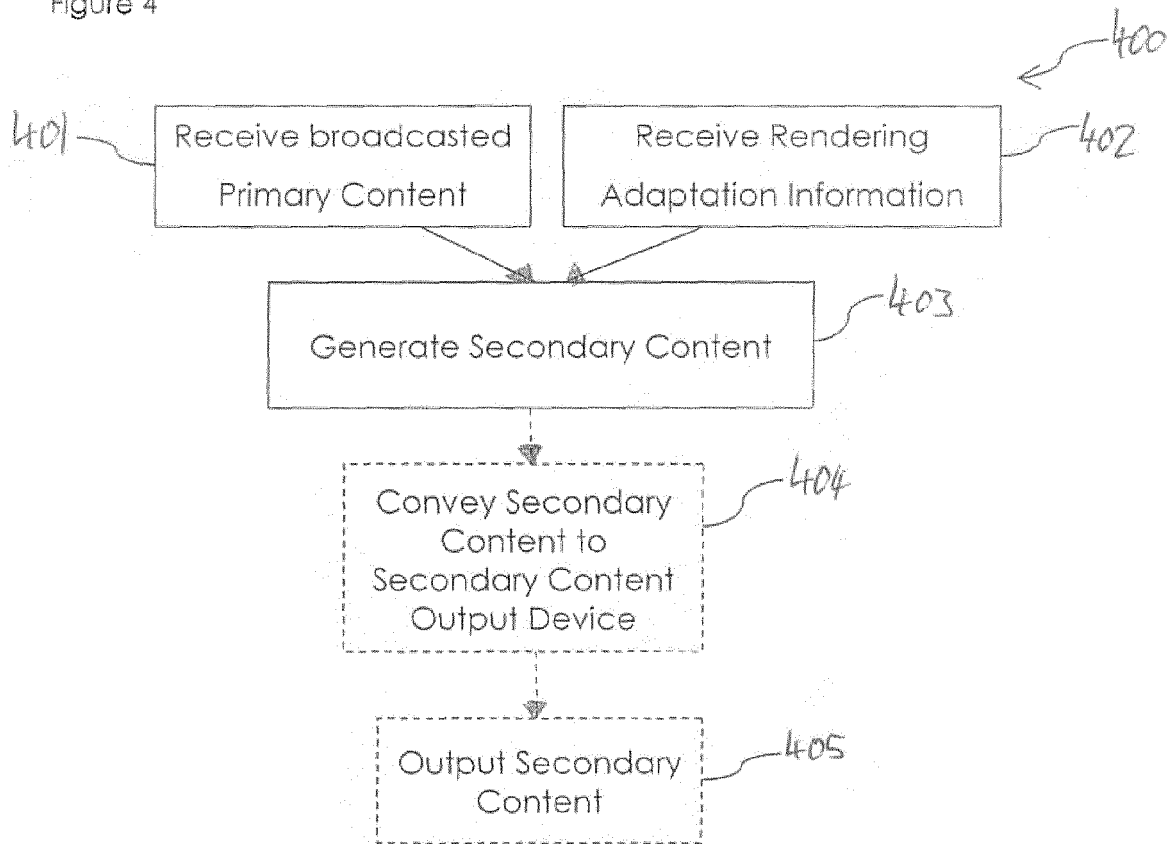 Figure 4
400
401
Receive broadcasted
Primary Content
Receive Rendering
Adaptation Information
402
Generate Secondary Content
403
Convey Secondary
Content to
Secondary Content
Output Device
404
Output Secondary
Content
405